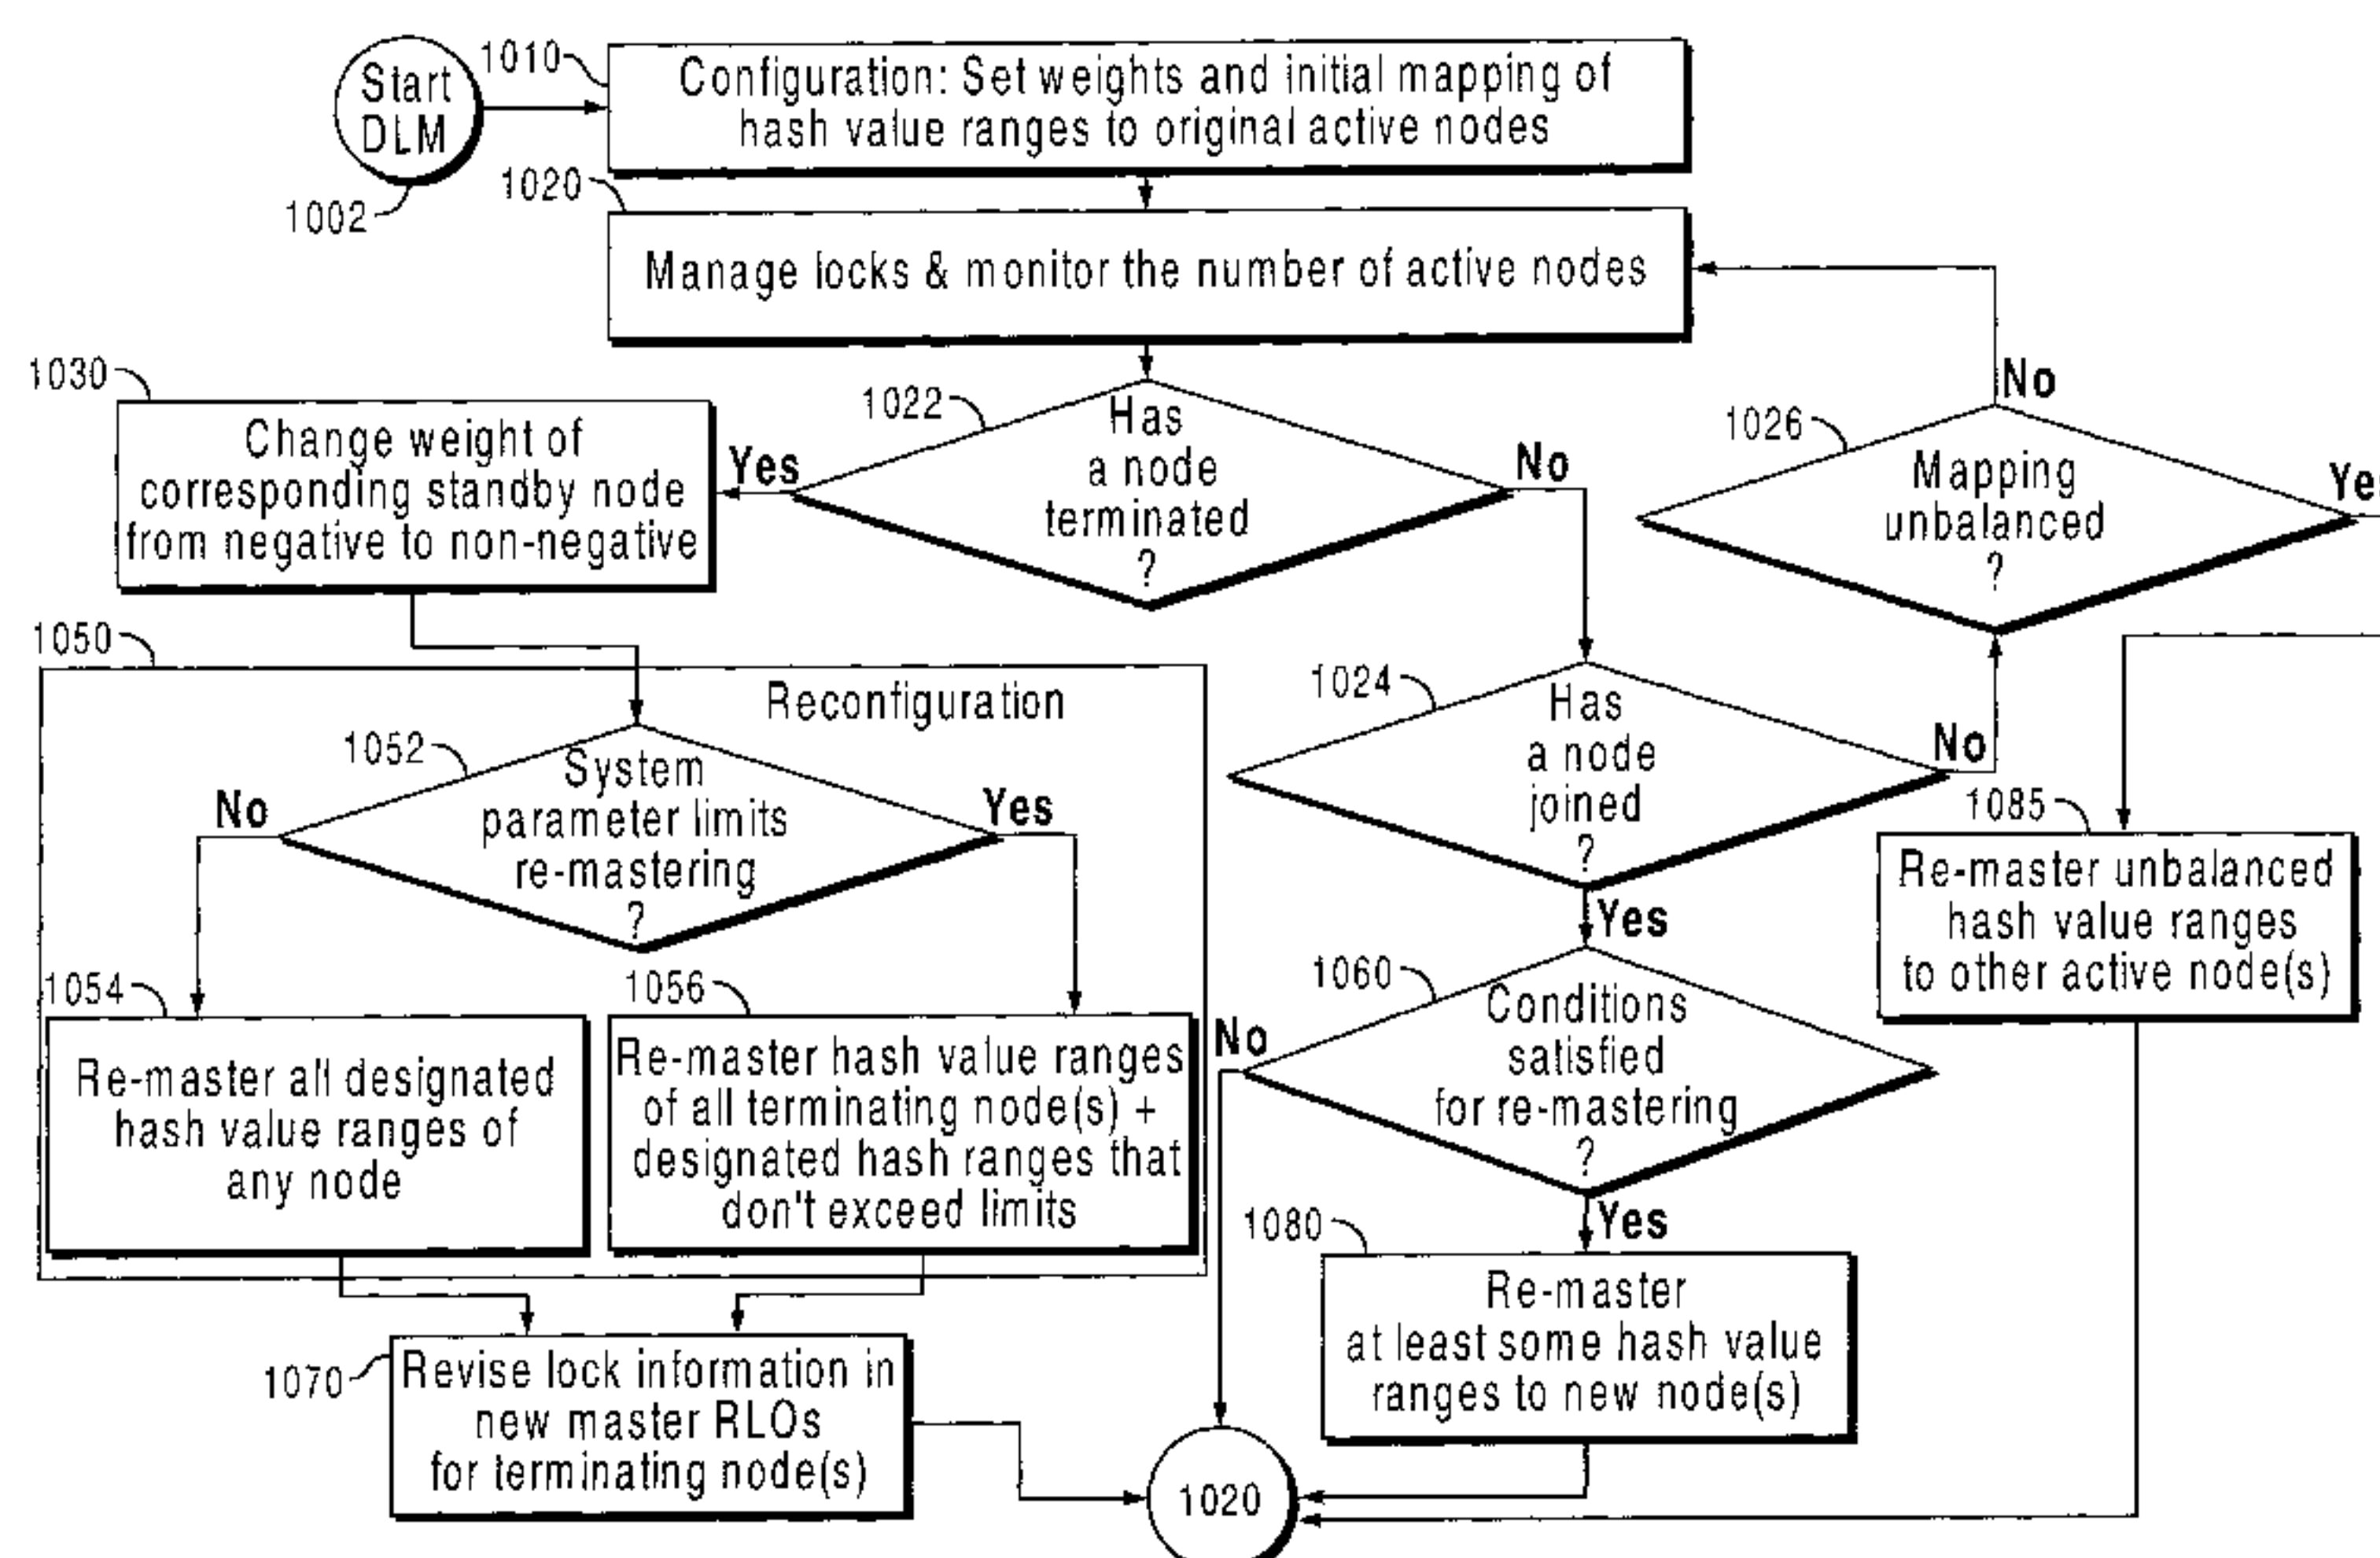 Start
DLM
1002
1010
Configuration: Set weights and initial mapping of
hash value ranges to original active nodes
1020
Manage locks & monitor the number of active nodes
1022
Has
a node
terminated
?
Yes
No
1030
Change weight of
corresponding standby node
from negative to non-negative
1026
Mapping
unbalanced
?
No
1050
Reconfiguration
1052
System
parameter limits
re-mastering
?
No
Yes
1054
Re-master all designated
hash value ranges of
any node
1056
Re-master hash value ranges
of all terminating node(s) +
designated hash ranges that
don't exceed limits
1070
Revise lock information in
new master RLOs
for terminating node(s)
1024
Has
a node
joined
?
No
Yes
1060
Conditions
satisfied
for re-mastering
?
No
Yes
1080
Re-master
at least some hash value
ranges to new node(s)
1085
Re-master unbalanced
hash value ranges
to other active node(s)
1020